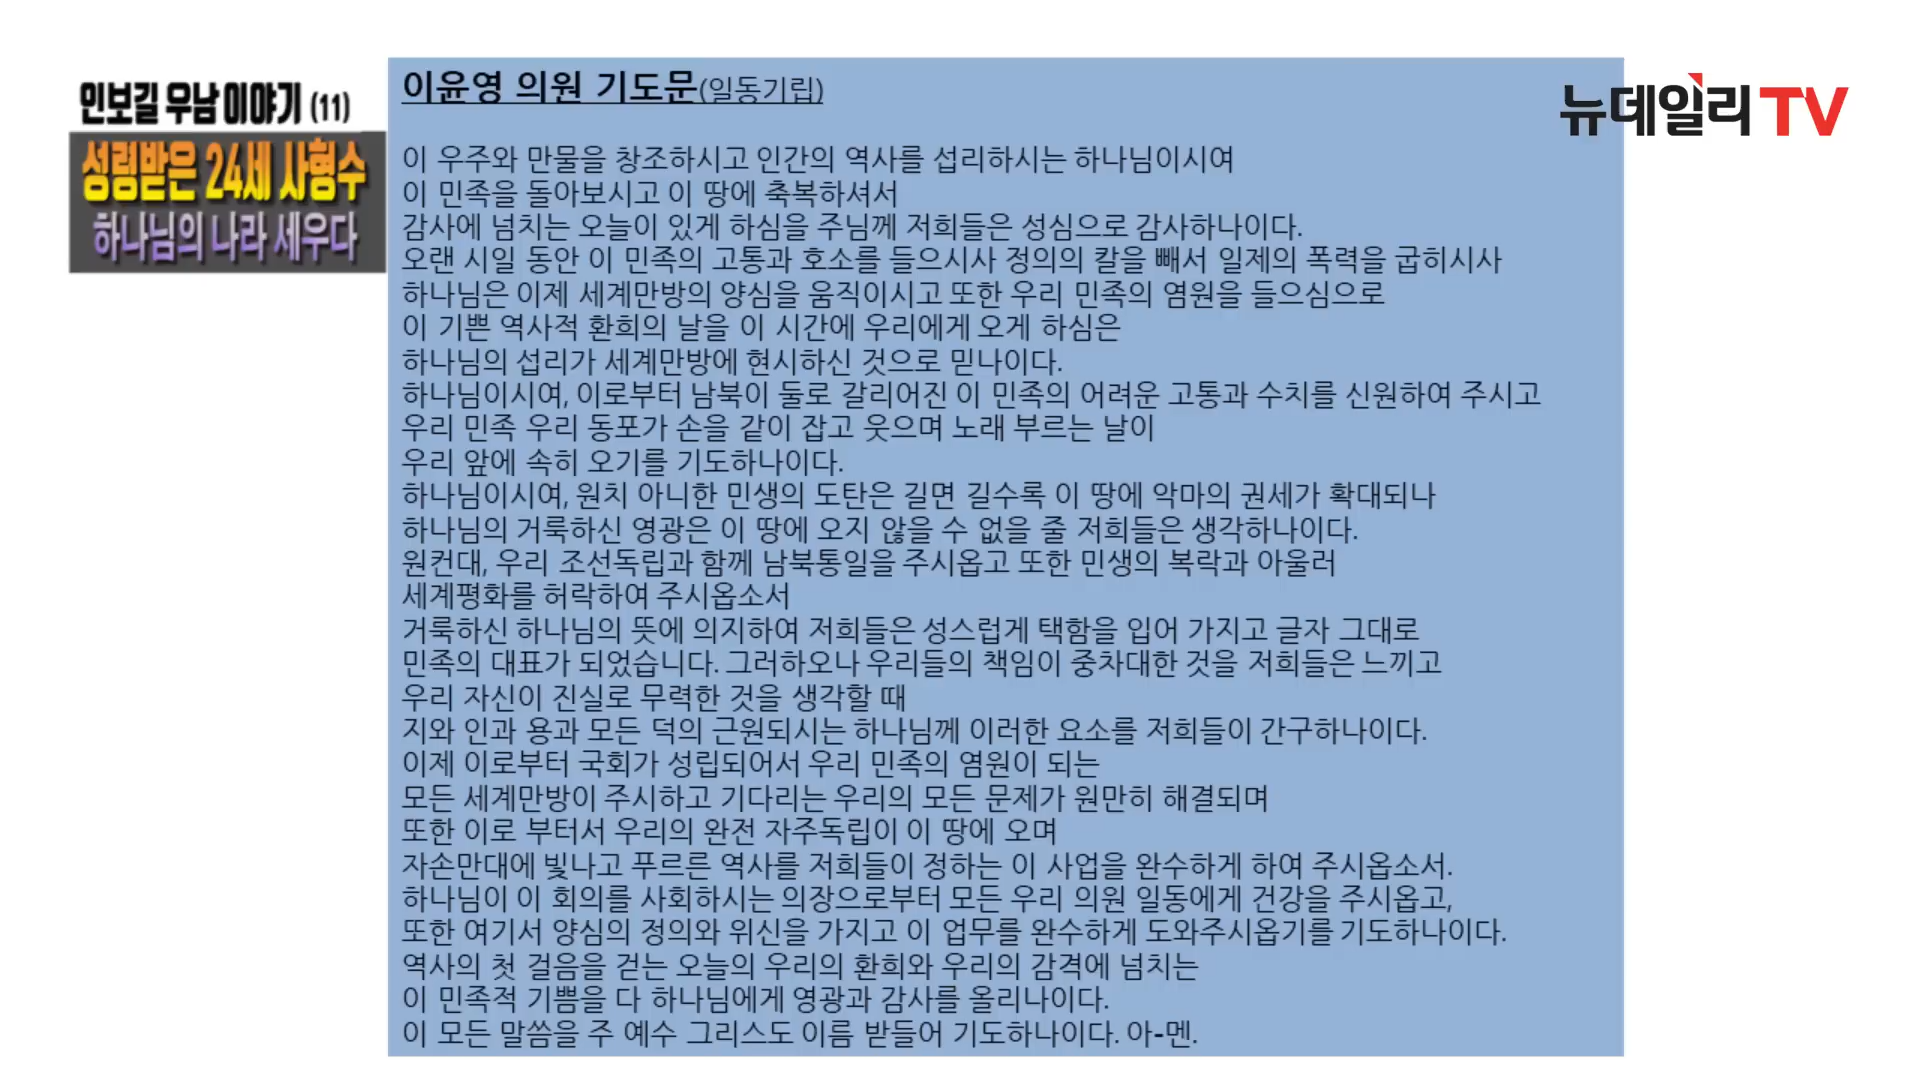 인보길 우남 이야기 (11)
성령받은 24세 사형수
하나님의 나라 세우다
뉴데일리TV
이윤영 의원 기도문(일동기립)
이 우주와 만물을 창조하시고 인간의 역사를 섭리하시는 하나님이시여
이 민족을 돌아보시고 이 땅에 축복하셔서
감사에 넘치는 오늘이 있게 하심을 주님께 저희들은 성심으로 감사하나이다.
오랜 시일 동안 이 민족의 고통과 호소를 들으시사 정의의 칼을 빼서 일제의 폭력을 굽히시사
하나님은 이제 세계만방의 양심을 움직이시고 또한 우리 민족의 염원을 들으심으로
이 기쁜 역사적 환희의 날을 이 시간에 우리에게 오게 하심은
하나님의 섭리가 세계만방에 현시하신 것으로 믿나이다.
하나님이시여, 이로부터 남북이 둘로 갈리어진 이 민족의 어려운 고통과 수치를 신원하여 주시고
우리 민족 우리 동포가 손을 같이 잡고 웃으며 노래 부르는 날이
우리 앞에 속히 오기를 기도하나이다.
하나님이시여, 원치 아니한 민생의 도탄은 길면 길수록 이 땅에 악마의 권세가 확대되나
하나님의 거룩하신 영광은 이 땅에 오지 않을 수 없을 줄 저희들은 생각하나이다.
원컨대, 우리 조선독립과 함께 남북통일을 주시옵고 또한 민생의 복락과 아울러
세계평화를 허락하여 주시옵소서
거룩하신 하나님의 뜻에 의지하여 저희들은 성스럽게 택함을 입어 가지고 글자 그대로
민족의 대표가 되었습니다. 그러하오나 우리들의 책임이 중차대한 것을 저희들은 느끼고
우리 자신이 진실로 무력한 것을 생각할 때
지와 인과 용과 모든 덕의 근원되시는 하나님께 이러한 요소를 저희들이 간구하나이다.
이제 이로부터 국회가 성립되어서 우리 민족의 염원이 되는
모든 세계만방이 주시하고 기다리는 우리의 모든 문제가 원만히 해결되며
또한 이로 부터서 우리의 완전 자주독립이 이 땅에 오며
자손만대에 빛나고 푸르른 역사를 저희들이 정하는 이 사업을 완수하게 하여 주시옵소서.
하나님이 이 회의를 사회하시는 의장으로부터 모든 우리 의원 일동에게 건강을 주시옵고,
또한 여기서 양심의 정의와 위신을 가지고 이 업무를 완수하게 도와주시옵기를 기도하나이다.
역사의 첫 걸음을 걷는 오늘의 우리의 환희와 우리의 감격에 넘치는
이 민족적 기쁨을 다 하나님에게 영광과 감사를 올리나이다.
이 모든 말씀을 주 예수 그리스도 이름 받들어 기도하나이다. 아-멘.